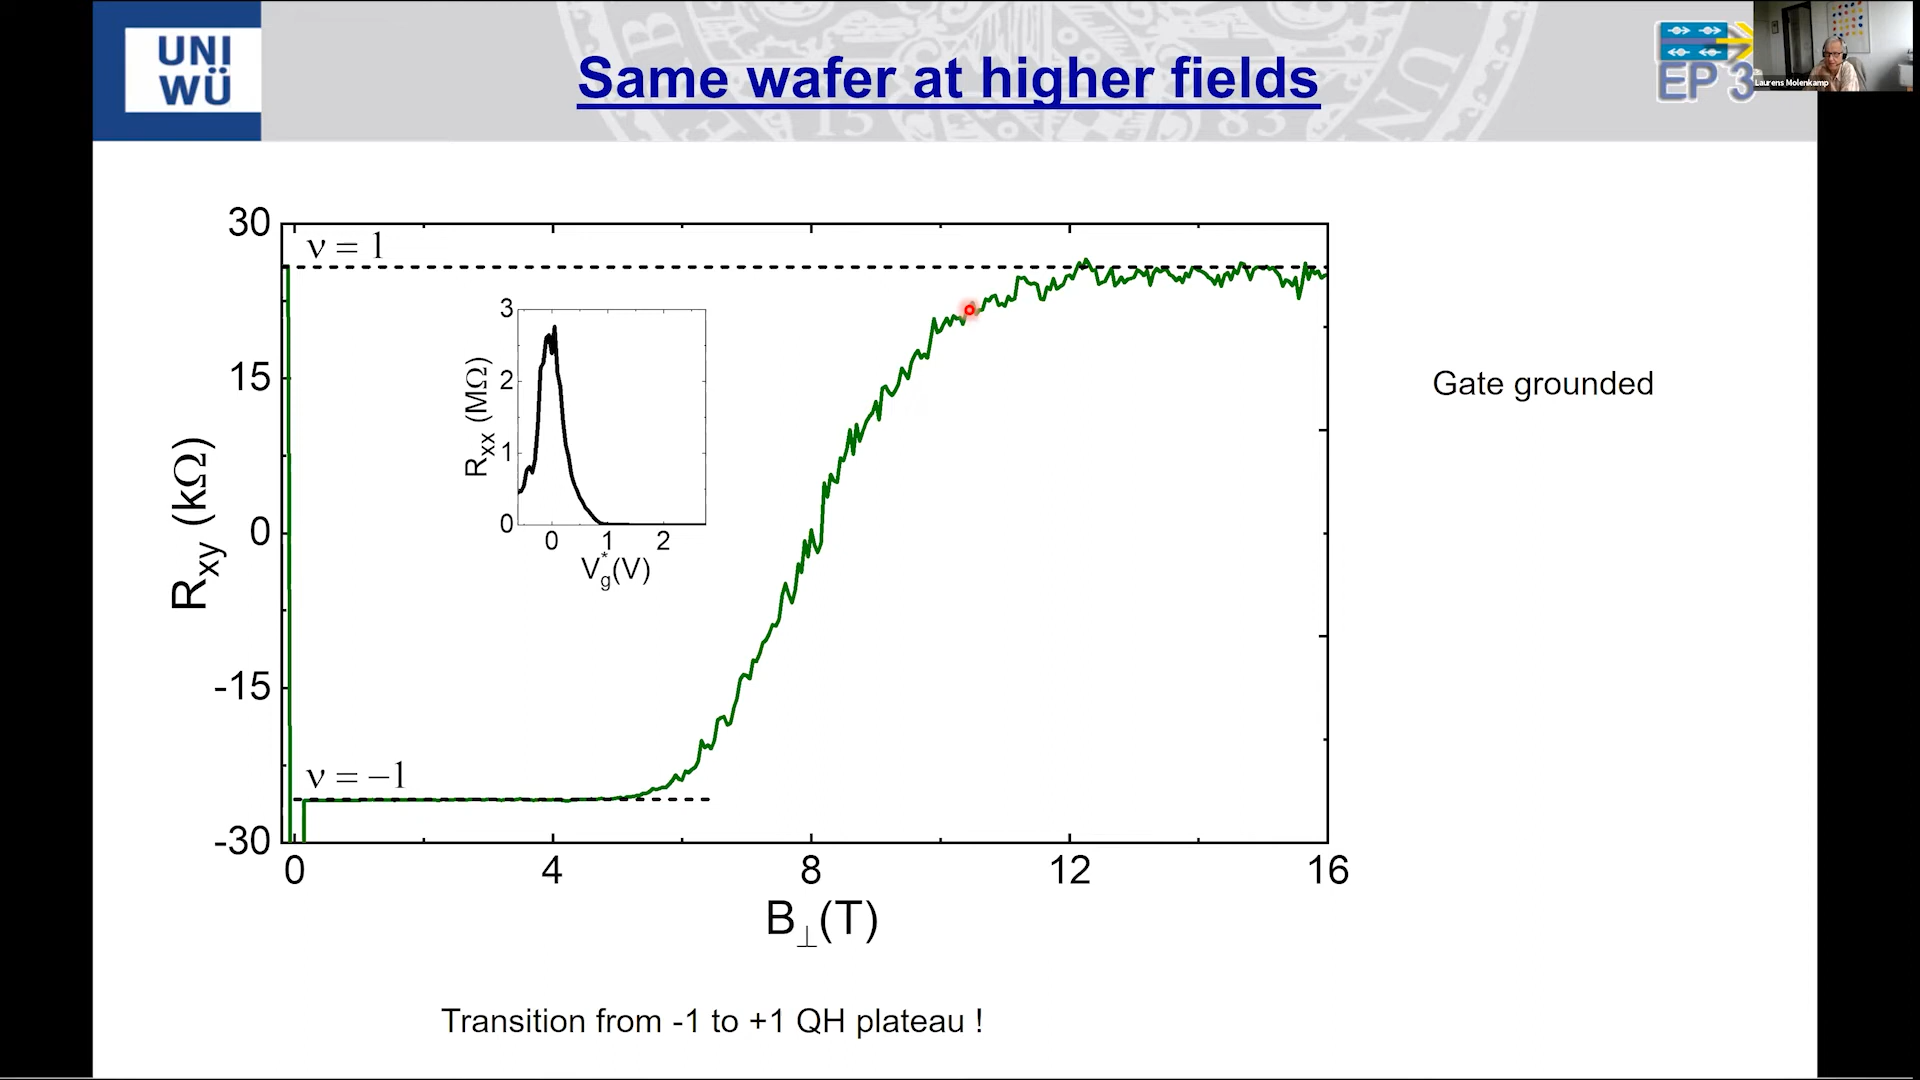 UNI
WÜ
Same wafer at higher fields
EP 3
Laurens Molenkamp
30
15
0
-15
-30
Rxy (kΩ)
ν = 1
ν = −1
3
2
1
0
Rxx (MΩ)
0 1 2
Vg*(V)
0 4 8 12 16
B⊥(T)
Gate grounded
Transition from -1 to +1 QH plateau !